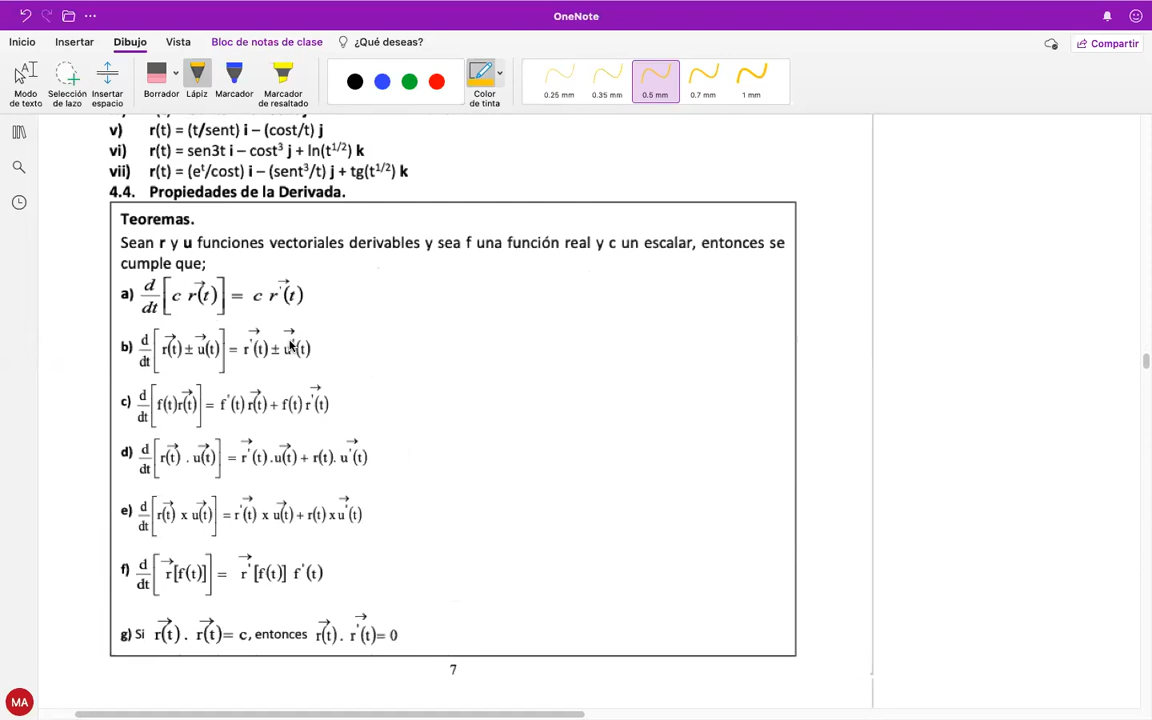 OneNote
Inicio Insertar Dibujo Vista Bloc de notas de clase ¿Qué deseas? Compartir
Modo de texto Selección de lazo Insertar espacio Borrador Lápiz Marcador Marcador de resaltado Color de tinta 0.25 mm 0.35 mm 0.5 mm 0.7 mm 1 mm
v) r(t) = (t/sent) i – (cost/t) j
vi) r(t) = sen3t i – cost³ j + ln(t^1/2) k
vii) r(t) = (e^t/cost) i – (sent³/t) j + tg(t^1/2) k
4.4. Propiedades de la Derivada.
Teoremas.
Sean r y u funciones vectoriales derivables y sea f una función real y c un escalar, entonces se
cumple que;
a) d/dt [c r⃗(t)] = c r⃗'(t)
b) d/dt [r⃗(t) ± u⃗(t)] = r⃗'(t) ± u⃗'(t)
c) d/dt [f(t)r⃗(t)] = f'(t) r⃗(t) + f(t) r⃗'(t)
d) d/dt [r⃗(t) . u⃗(t)] = r⃗'(t) .u⃗(t) + r(t). u⃗'(t)
e) d/dt [r⃗(t) x u⃗(t)] = r⃗'(t) x u⃗(t) + r(t) x u⃗'(t)
f) d/dt [r⃗[f(t)]] = r⃗'[f(t)] f'(t)
g) Si r⃗(t) . r⃗(t) = c, entonces r⃗(t) . r⃗'(t) = 0
7
MA